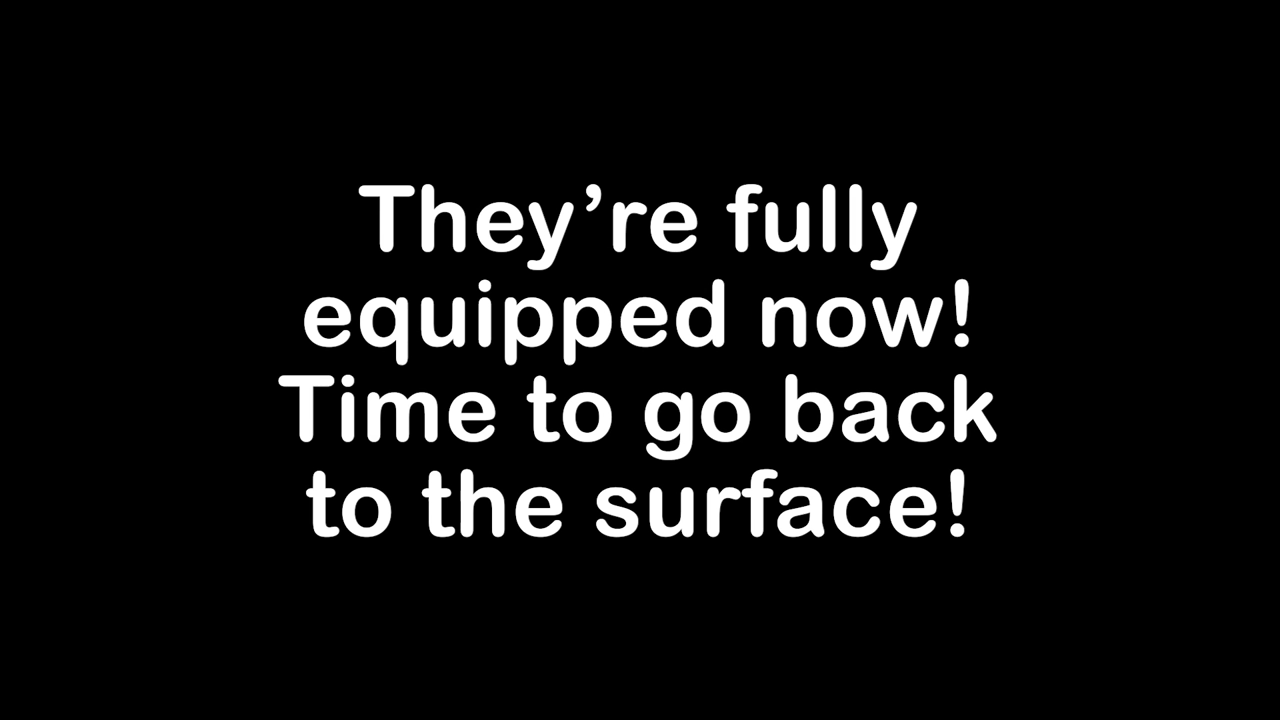 They’re fully
equipped now!
Time to go back
to the surface!